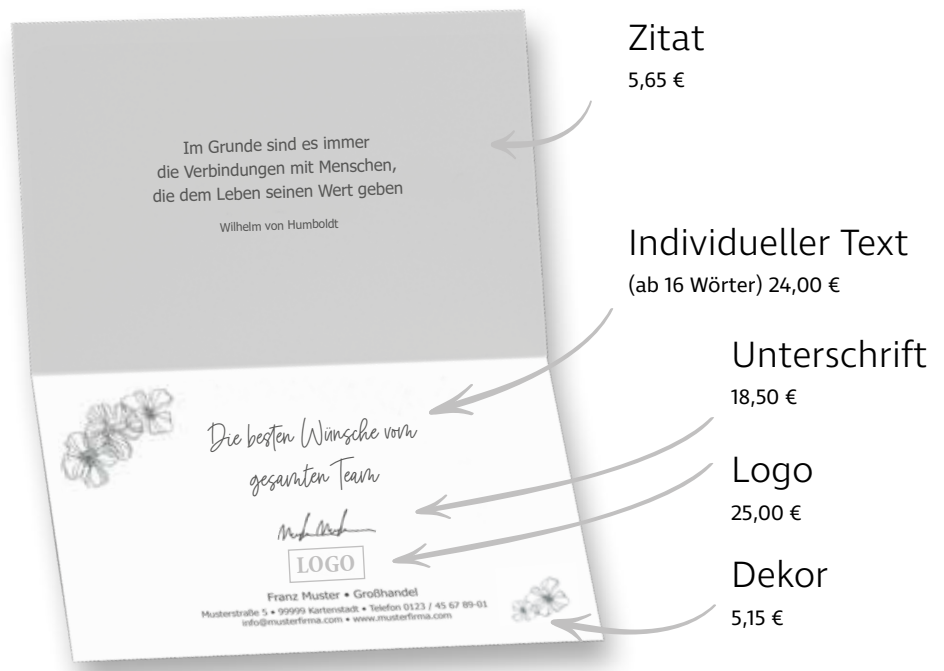 Zitat
5,65 €
Im Grunde sind es immer
die Verbindungen mit Menschen,
die dem Leben seinen Wert geben
Wilhelm von Humboldt
Individueller Text
(ab 16 Wörter) 24,00 €
Unterschrift
18,50 €
Die besten Wünsche vom
gesamten Team
Logo
25,00 €
LOGO
Dekor
5,15 €
Franz Muster • Großhandel
Musterstraße 5 • 99999 Kartenstadt • Telefon 0123 / 45 67 89-01
info@musterfirma.com • www.musterfirma.com